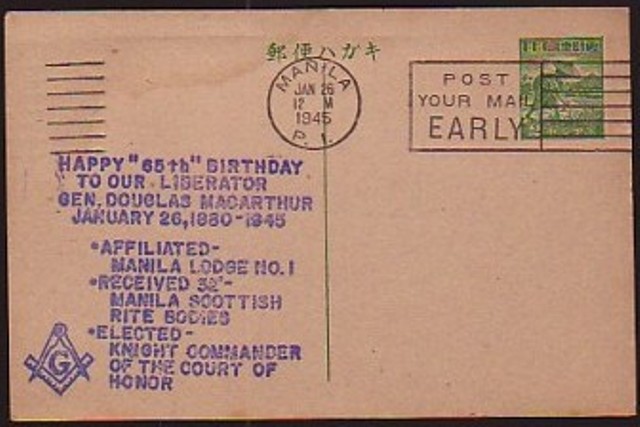 郵便ハガキ
MANILA
JAN 26
12 M
1945
P. I.
POST
YOUR MAIL
EARLY
HAPPY "65th" BIRTHDAY
TO OUR LIBERATOR
GEN. DOUGLAS MACARTHUR
JANUARY 26, 1880-1945
•AFFILIATED-
MANILA LODGE NO. 1
•RECEIVED 32°-
MANILA SCOTTISH
RITE BODIES
•ELECTED-
KNIGHT COMMANDER
OF THE COURT OF
HONOR
G